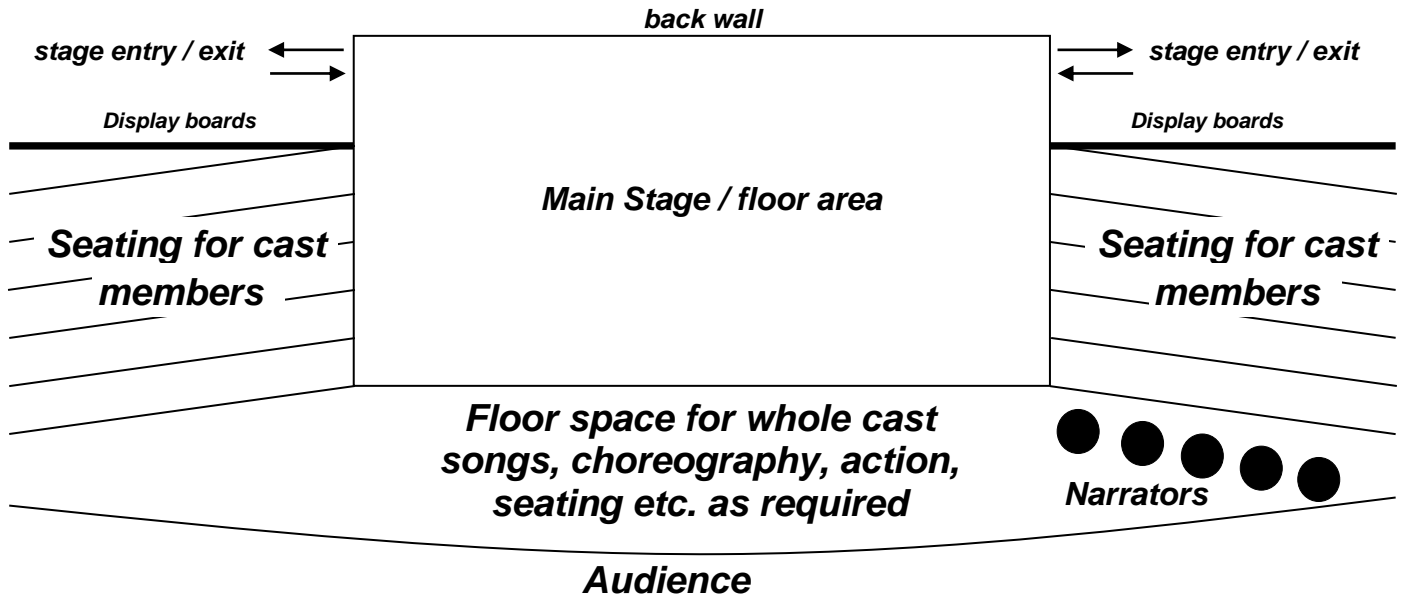 back wall
stage entry / exit
stage entry / exit
Display boards
Display boards
Main Stage / floor area
Seating for cast
members
Seating for cast
members
Floor space for whole cast
songs, choreography, action,
seating etc. as required
Narrators
Audience